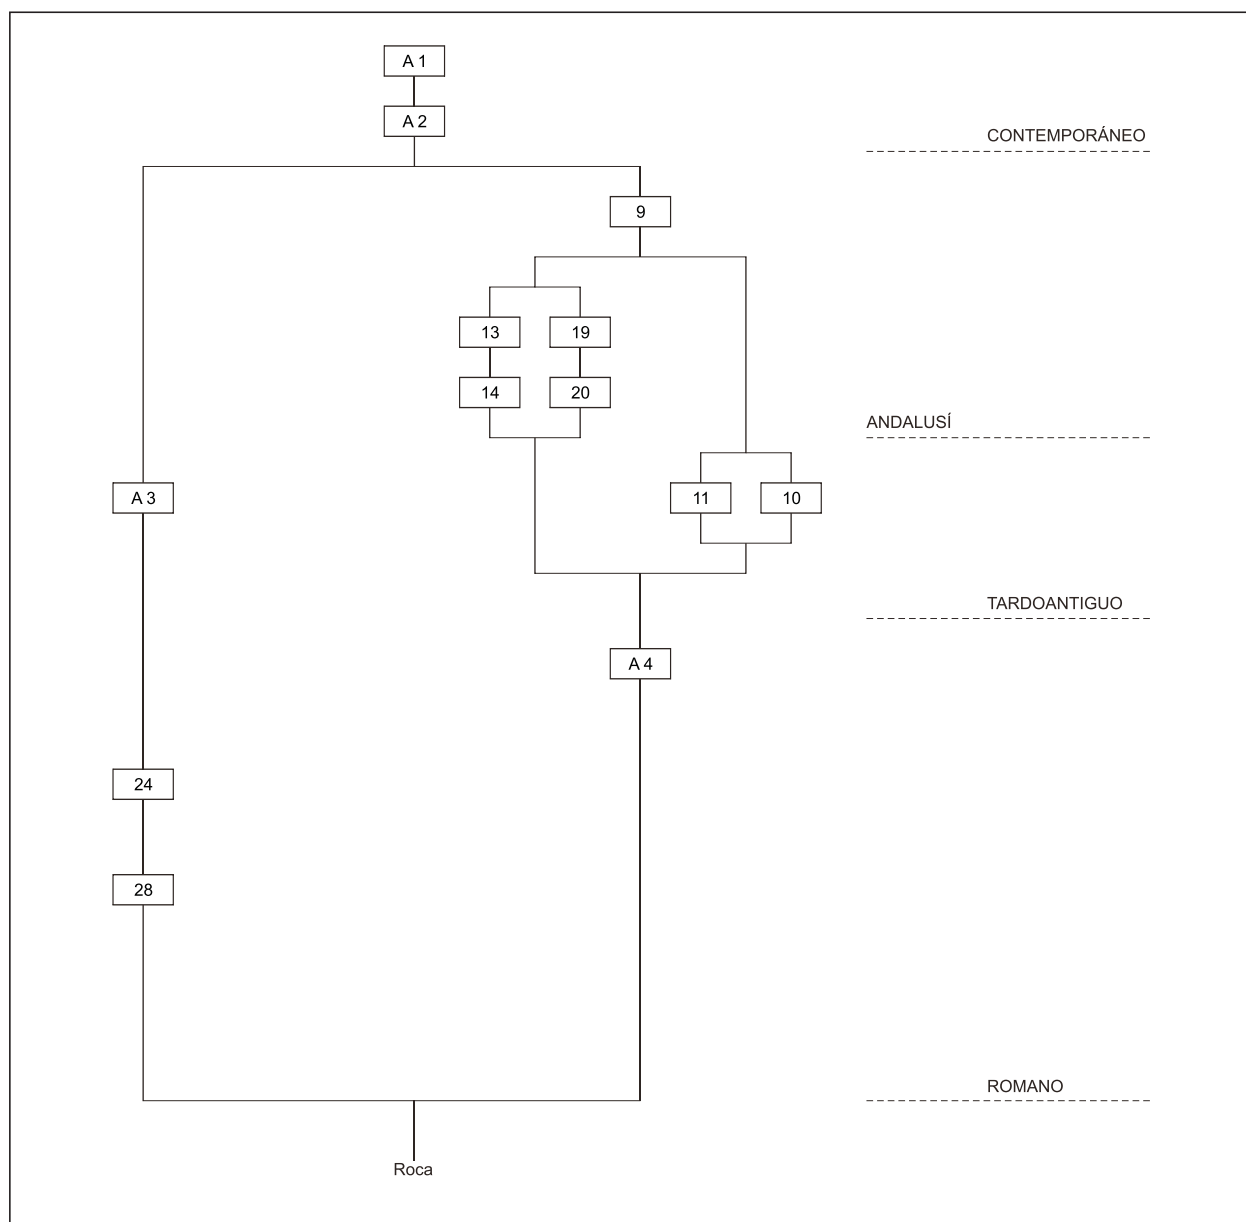 A 1
A 2
CONTEMPORÁNEO
9
13
19
14
20
ANDALUSÍ
A 3
11
10
TARDOANTIGUO
A 4
24
28
ROMANO
Roca